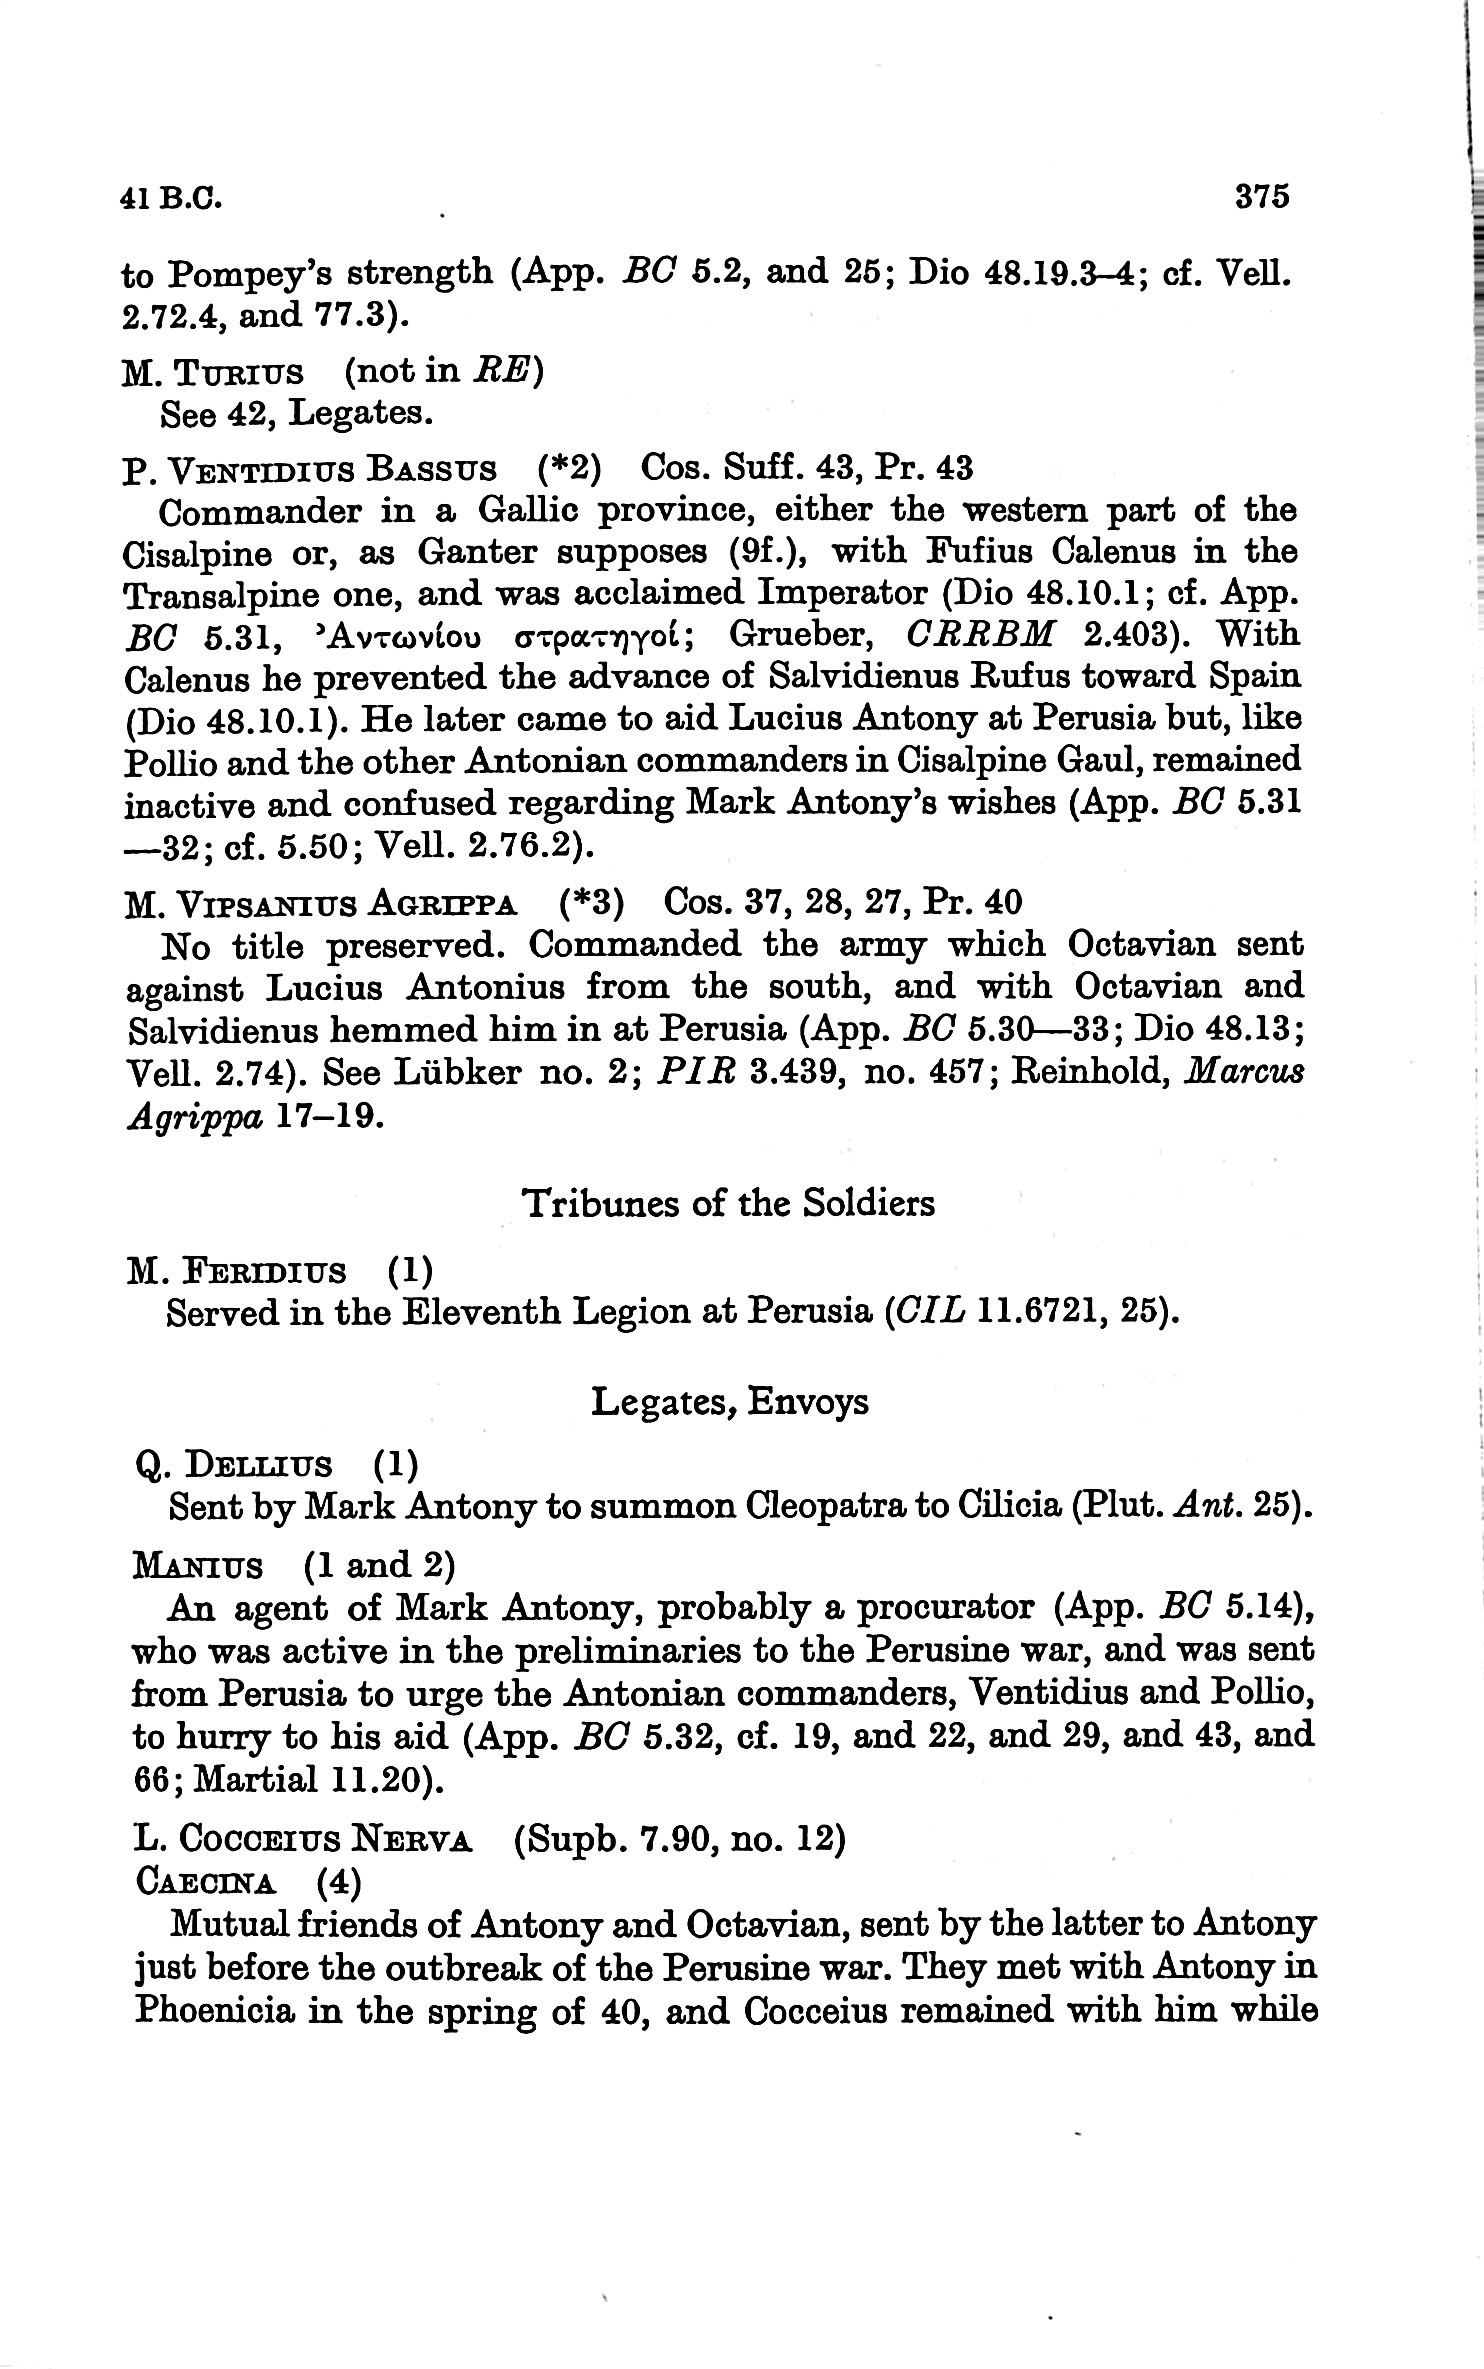 41 B.C. 375
to Pompey's strength (App. BC 5.2, and 25; Dio 48.19.3–4; cf. Vell.
2.72.4, and 77.3).
M. TURIUS (not in RE)
See 42, Legates.
P. VENTIDIUS BASSUS (*2) Cos. Suff. 43, Pr. 43
Commander in a Gallic province, either the western part of the
Cisalpine or, as Ganter supposes (9f.), with Fufius Calenus in the
Transalpine one, and was acclaimed Imperator (Dio 48.10.1; cf. App.
BC 5.31, Ἀντωνίου στρατηγοί; Grueber, CRRBM 2.403). With
Calenus he prevented the advance of Salvidienus Rufus toward Spain
(Dio 48.10.1). He later came to aid Lucius Antony at Perusia but, like
Pollio and the other Antonian commanders in Cisalpine Gaul, remained
inactive and confused regarding Mark Antony's wishes (App. BC 5.31
—32; cf. 5.50; Vell. 2.76.2).
M. VIPSANIUS AGRIPPA (*3) Cos. 37, 28, 27, Pr. 40
No title preserved. Commanded the army which Octavian sent
against Lucius Antonius from the south, and with Octavian and
Salvidienus hemmed him in at Perusia (App. BC 5.30—33; Dio 48.13;
Vell. 2.74). See Lübker no. 2; PIR 3.439, no. 457; Reinhold, Marcus
Agrippa 17–19.
Tribunes of the Soldiers
M. FERIDIUS (1)
Served in the Eleventh Legion at Perusia (CIL 11.6721, 25).
Legates, Envoys
Q. DELLIUS (1)
Sent by Mark Antony to summon Cleopatra to Cilicia (Plut. Ant. 25).
MANIUS (1 and 2)
An agent of Mark Antony, probably a procurator (App. BC 5.14),
who was active in the preliminaries to the Perusine war, and was sent
from Perusia to urge the Antonian commanders, Ventidius and Pollio,
to hurry to his aid (App. BC 5.32, cf. 19, and 22, and 29, and 43, and
66; Martial 11.20).
L. COCCEIUS NERVA (Supb. 7.90, no. 12)
CAECINA (4)
Mutual friends of Antony and Octavian, sent by the latter to Antony
just before the outbreak of the Perusine war. They met with Antony in
Phoenicia in the spring of 40, and Cocceius remained with him while